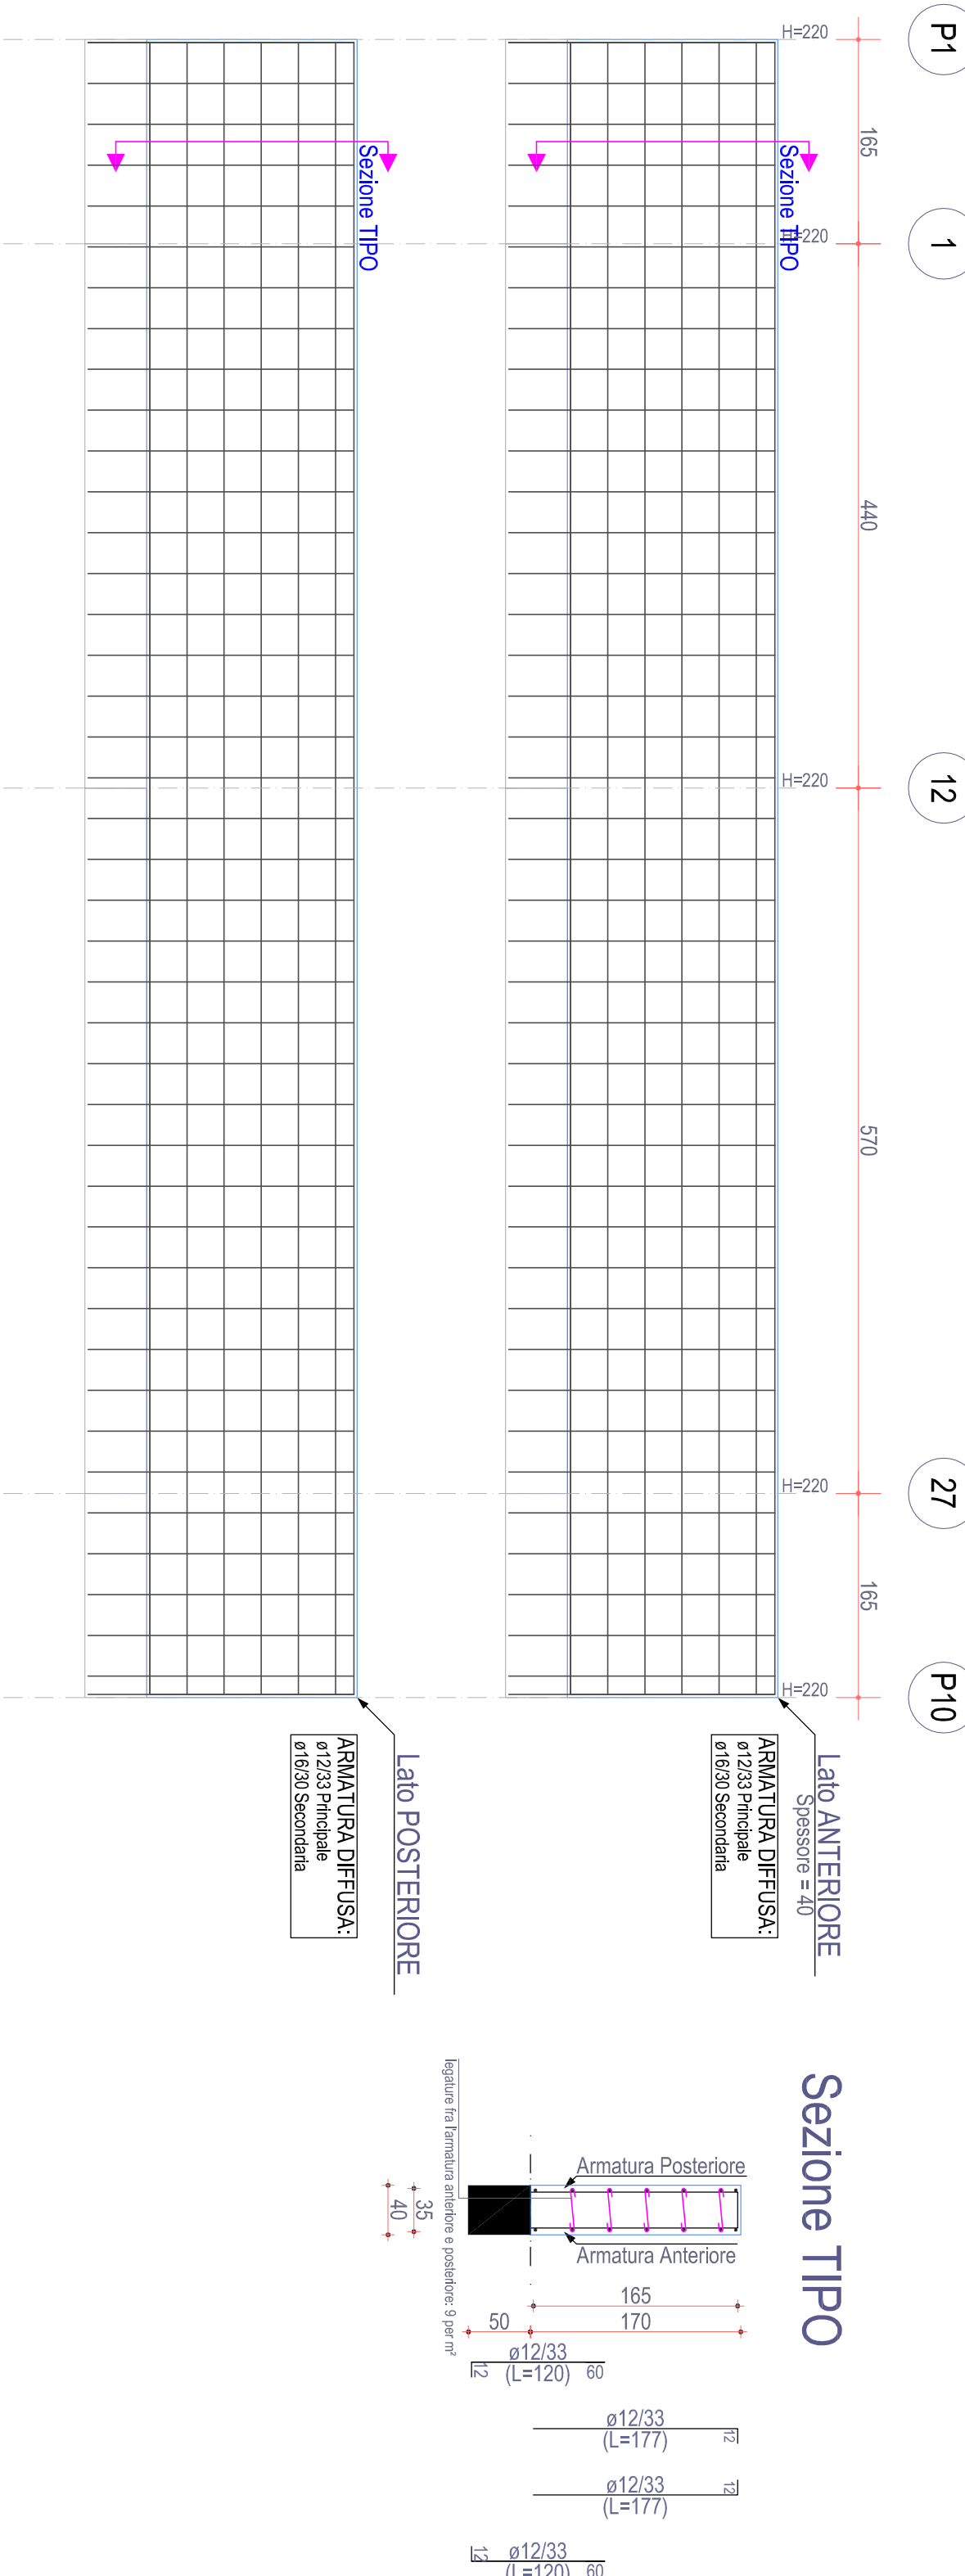 P1
1
12
27
P10
165
440
570
165
H=220
H=220
H=220
H=220
H=220
Sezione TIPO
Sezione TIPO
Lato ANTERIORE
Spessore = 40
ARMATURA DIFFUSA:
ø12/33 Principale
ø16/30 Secondaria
Lato POSTERIORE
ARMATURA DIFFUSA:
ø12/33 Principale
ø16/30 Secondaria
Sezione TIPO
Armatura Posteriore
Armatura Anteriore
35
40
legature fra l'armatura anteriore e posteriore: 9 per m²
165
50
170
ø12/33
12
(L=120)
60
ø12/33
(L=177)
12
ø12/33
(L=177)
12
ø12/33
12
(L=120)
60